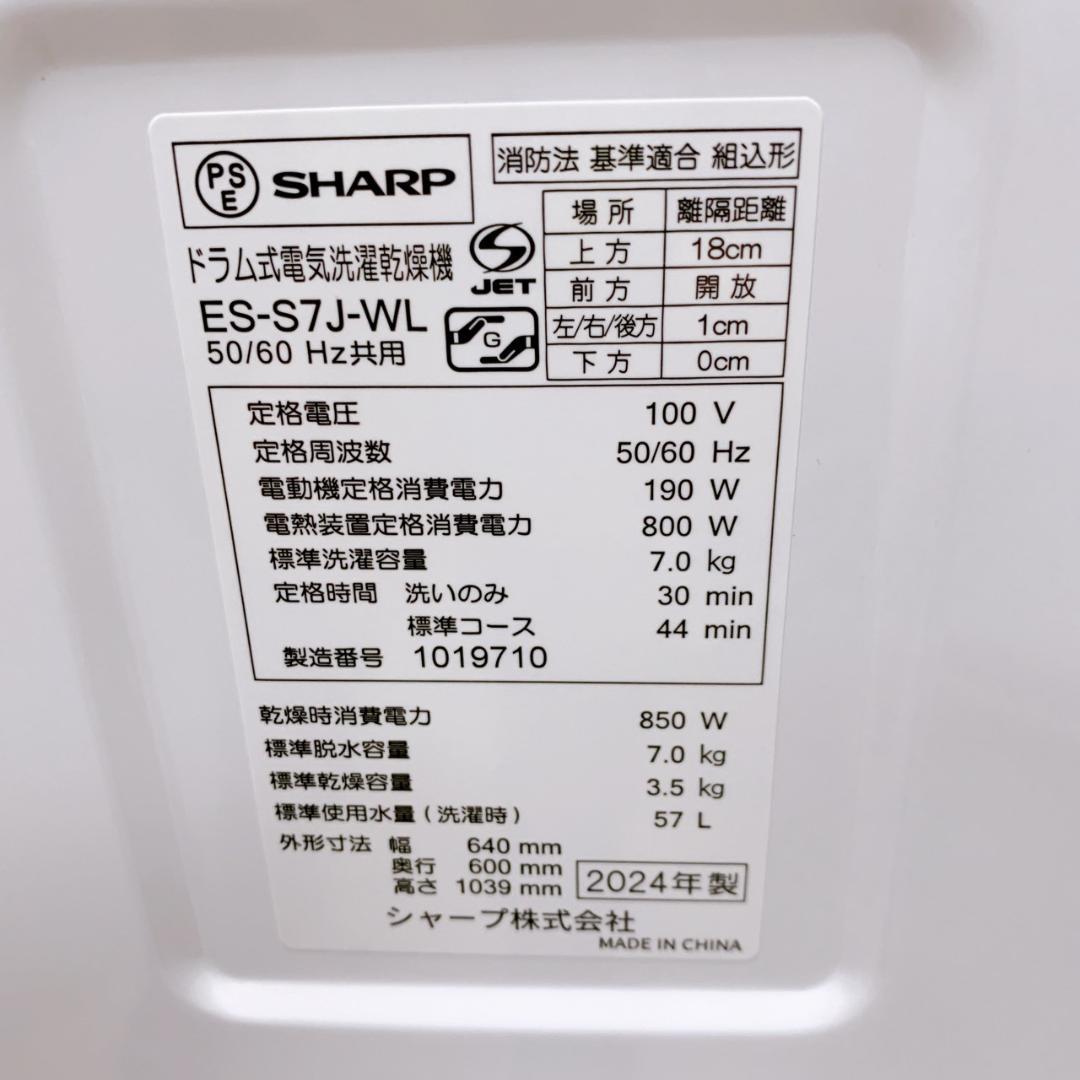 PSE SHARP
消防法 基準適合 組込形
場所 離隔距離
上方 18cm
前方 開放
左/右/後方 1cm
下方 0cm
ドラム式電気洗濯乾燥機
S JET
ES-S7J-WL
G
50/60 Hz共用
定格電圧 100 V
定格周波数 50/60 Hz
電動機定格消費電力 190 W
電熱装置定格消費電力 800 W
標準洗濯容量 7.0 kg
定格時間 洗いのみ 30 min
標準コース 44 min
製造番号 1019710
乾燥時消費電力 850 W
標準脱水容量 7.0 kg
標準乾燥容量 3.5 kg
標準使用水量(洗濯時) 57 L
外形寸法 幅 640 mm
奥行 600 mm
高さ 1039 mm
2024年製
シャープ株式会社
MADE IN CHINA